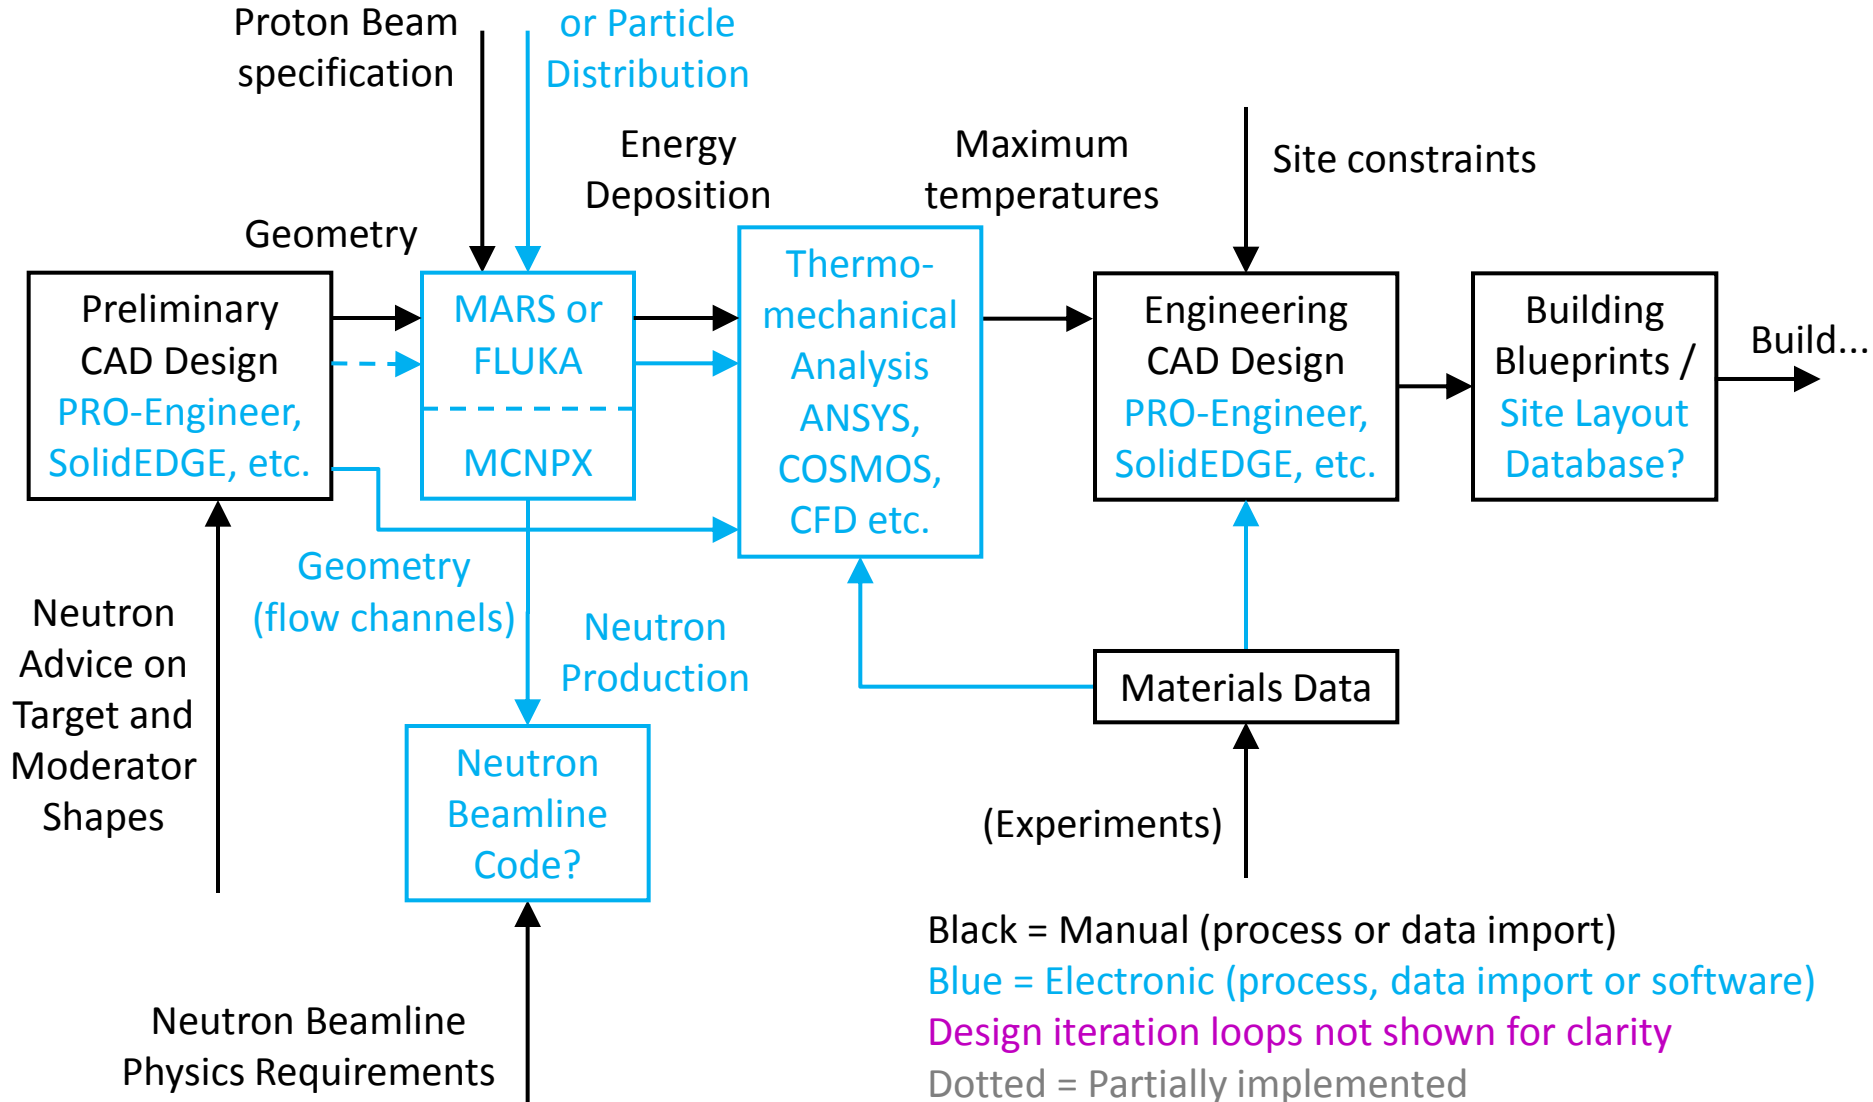 Proton Beam
specification
or Particle
Distribution
Energy
Deposition
Maximum
temperatures
Site constraints
Geometry
Preliminary
CAD Design
PRO-Engineer,
SolidEDGE, etc.
MARS or
FLUKA
MCNPX
Thermo-
mechanical
Analysis
ANSYS,
COSMOS,
CFD etc.
Engineering
CAD Design
PRO-Engineer,
SolidEDGE, etc.
Building
Blueprints /
Site Layout
Database?
Build...
Geometry
(flow channels)
Neutron
Production
Neutron
Advice on
Target and
Moderator
Shapes
Materials Data
Neutron
Beamline
Code?
(Experiments)
Neutron Beamline
Physics Requirements
Black = Manual (process or data import)
Blue = Electronic (process, data import or software)
Design iteration loops not shown for clarity
Dotted = Partially implemented